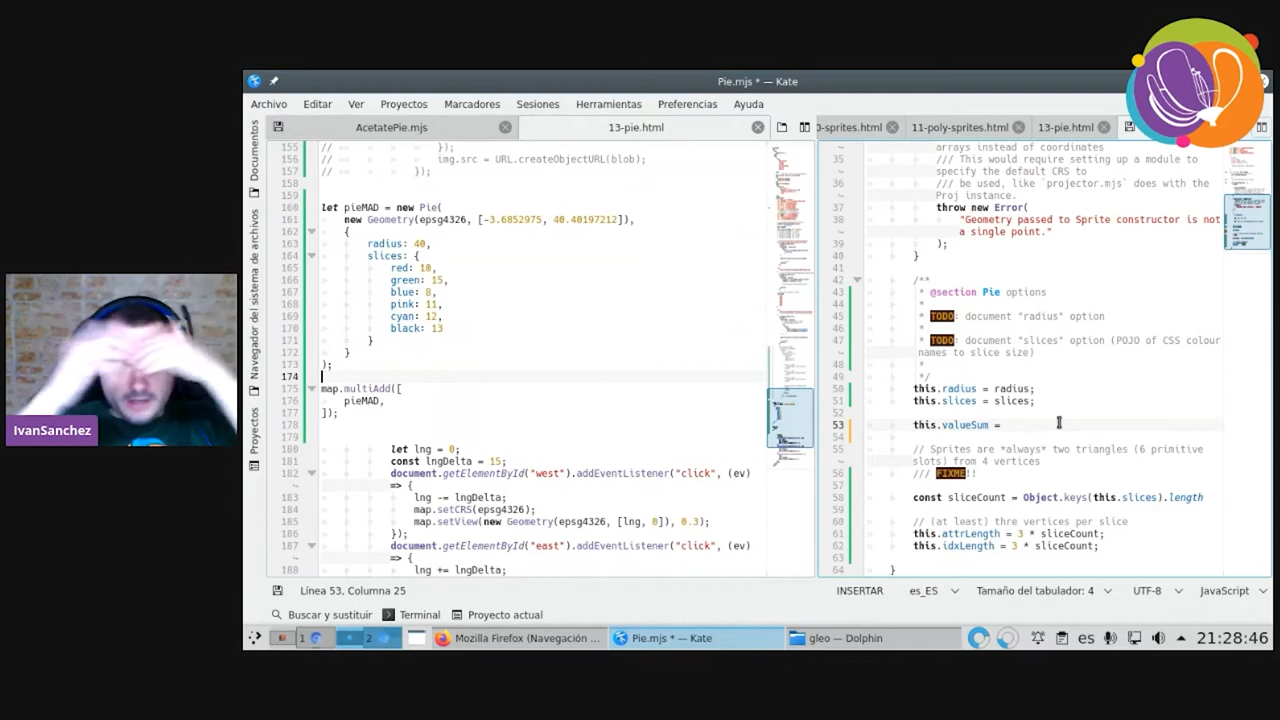 Pie.mjs * — Kate
Archivo Editar Ver Proyectos Marcadores Sesiones Herramientas Preferencias Ayuda
AcetatePie.mjs 13-pie.html
-sprites.html 11-poly-sprites.html 13-pie.html
Documentos
Navegador del sistema de archivos
Proyectos
155 // });
156 // img.src = URL.createObjectURL(blob);
157 // });
158
159
160 let pieMAD = new Pie(
161 new Geometry(epsg4326, [-3.6852975, 40.40197212]),
162 {
163 radius: 40,
164 slices: {
165 red: 10,
166 green: 15,
167 blue: 8,
168 pink: 11,
169 cyan: 12,
170 black: 13
171 }
172 }
173 );
174
175 map.multiAdd([
176 pieMAD,
177 ]);
178
179
180 let lng = 0;
181 const lngDelta = 15;
182 document.getElementById("west").addEventListener("click", (ev)
=> {
183 lng -= lngDelta;
184 map.setCRS(epsg4326);
185 map.setView(new Geometry(epsg4326, [lng, 0]), 0.3);
186 });
187 document.getElementById("east").addEventListener("click", (ev)
=> {
188 lng += lngDelta;
arrays instead of coordinates
35 /// This would require setting up a module to
specify the default CRS to
36 /// be used, like `projector.mjs` does with the
Proj instance.
37 throw new Error(
38 "Geometry passed to Sprite constructor is not
a single point."
39 );
40 }
41
42 /**
43 * @section Pie options
44 *
45 * TODO: document "radius" option
46 *
47 * TODO: document "slices" option (POJO of CSS colour
names to slice size)
48 *
49 */
50 this.radius = radius;
51 this.slices = slices;
52
53 this.valueSum =
54
55 // Sprites are *always* two triangles (6 primitive
slots) from 4 vertices
56 /// FIXME!!
57
58 const sliceCount = Object.keys(this.slices).length
59
60 // (at least) thre vertices per slice
61 this.attrLength = 3 * sliceCount;
62 this.idxLength = 3 * sliceCount;
63
64 }
IvanSanchez
Línea 53, Columna 25 INSERTAR es_ES Tamaño del tabulador: 4 UTF-8 JavaScript
Buscar y sustituir Terminal Proyecto actual
1 2 Mozilla Firefox (Navegación ... Pie.mjs * — Kate gleo — Dolphin es 21:28:46